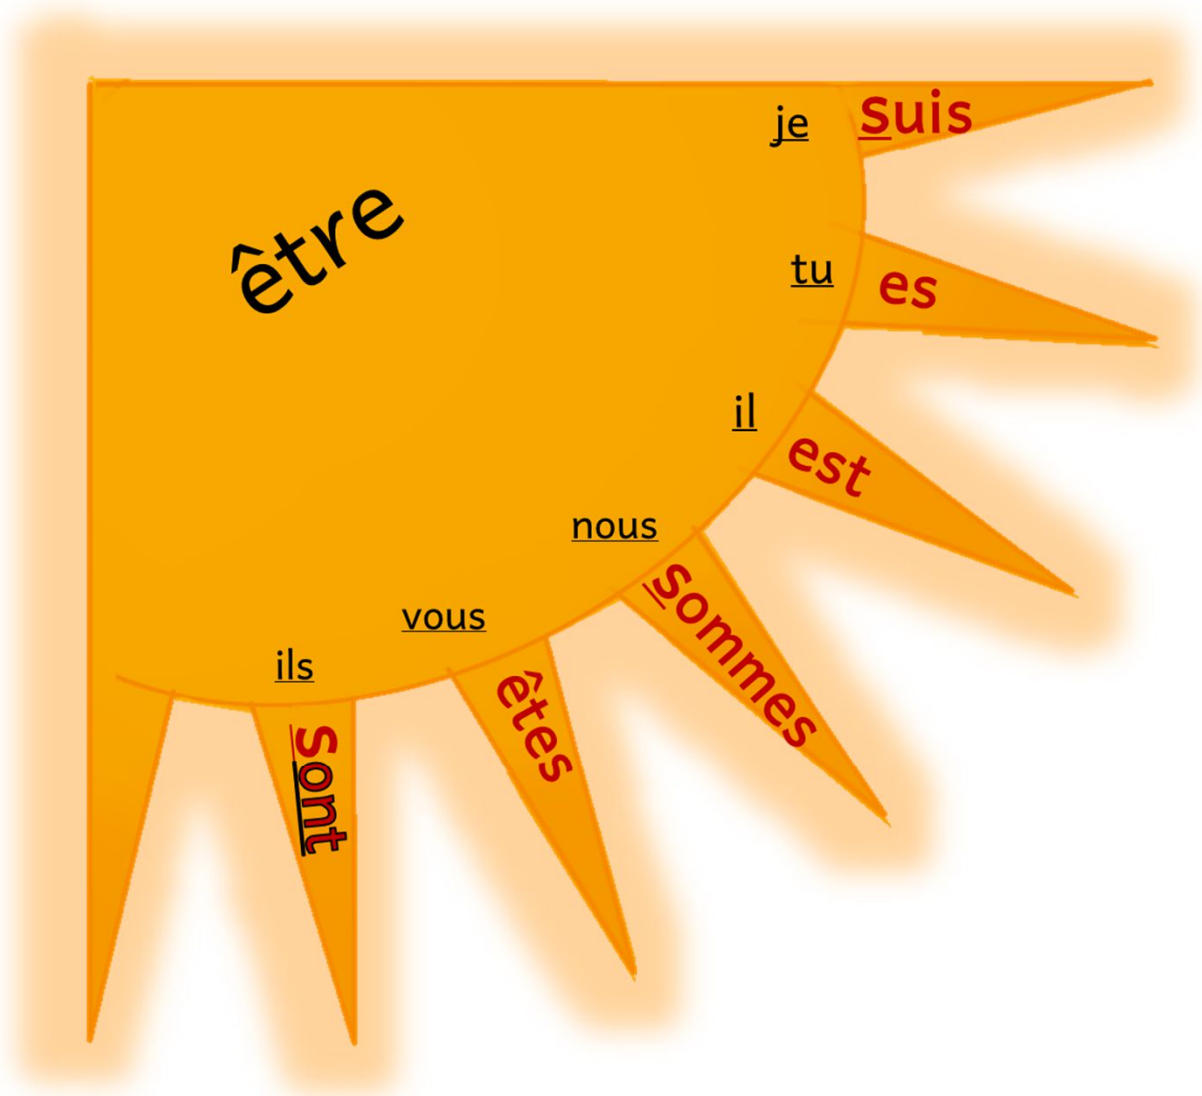 être
je suis
tu es
il est
nous sommes
vous êtes
ils Sont